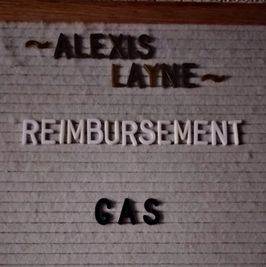 ~ALEXIS
LAYNE~
REIMBURSEMENT
GAS